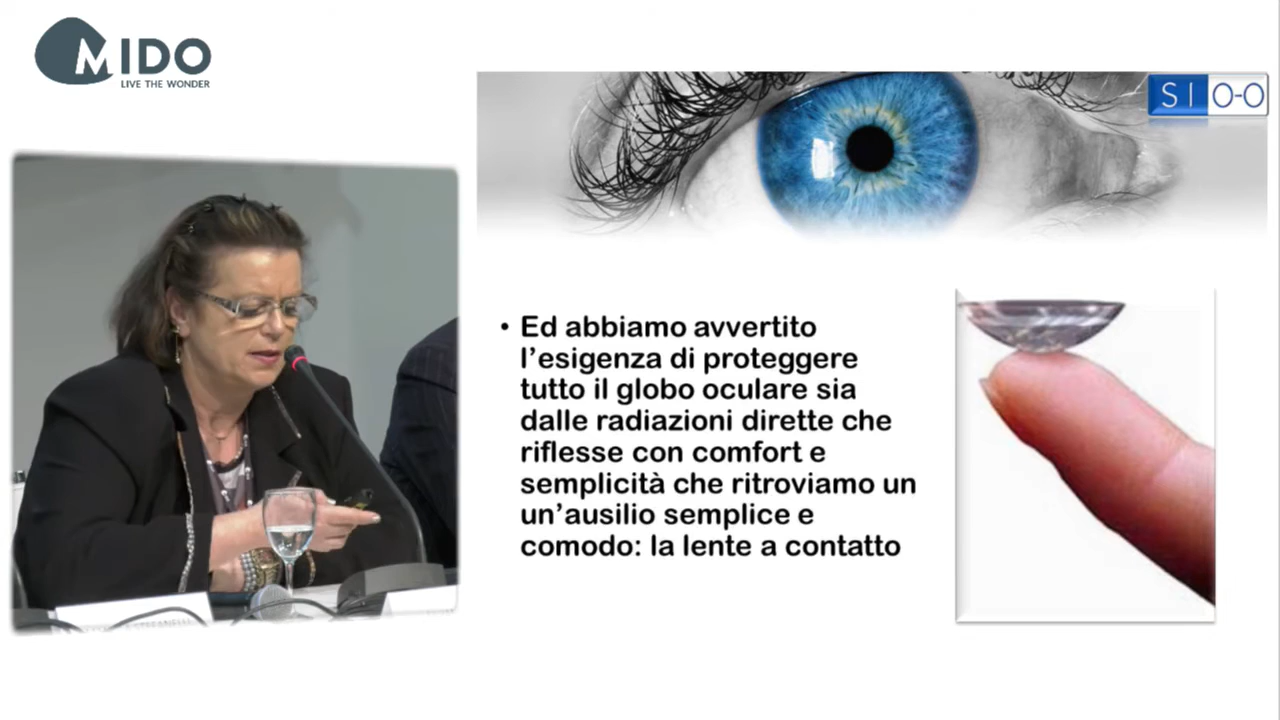 MIDO
LIVE THE WONDER
SI O-O
• Ed abbiamo avvertito
l’esigenza di proteggere
tutto il globo oculare sia
dalle radiazioni dirette che
riflesse con comfort e
semplicità che ritroviamo un
un’ausilio semplice e
comodo: la lente a contatto